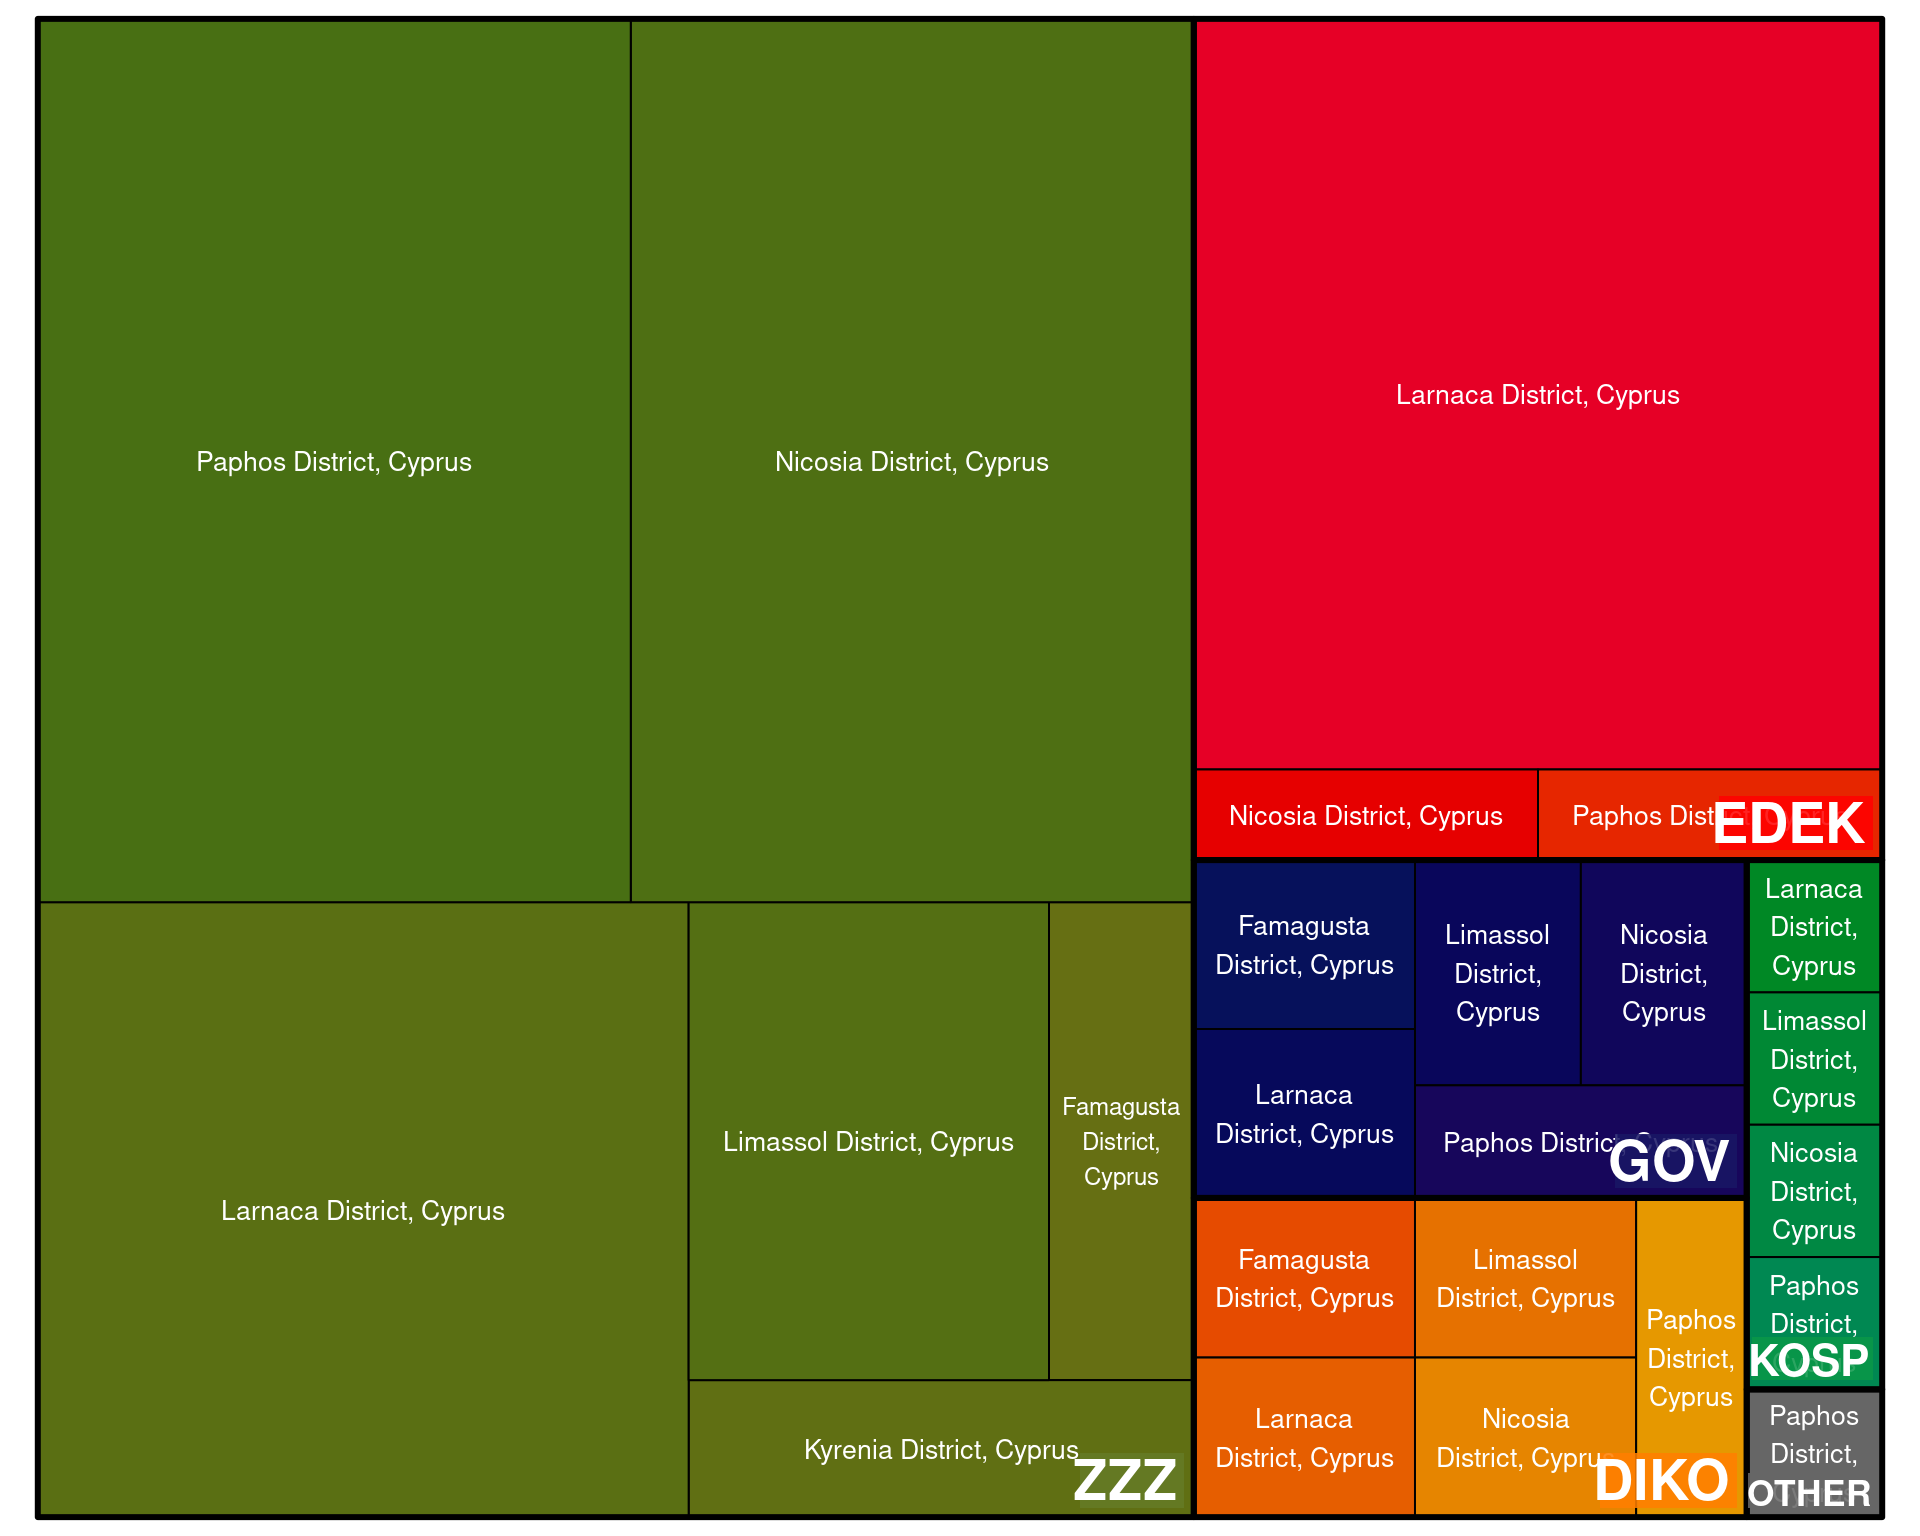 Paphos District, Cyprus
Nicosia District, Cyprus
Larnaca District, Cyprus
Limassol District, Cyprus
Famagusta
District,
Cyprus
Kyrenia District, Cyprus
ZZZ
Larnaca District, Cyprus
Nicosia District, Cyprus
Paphos District, Cyprus
EDEK
Famagusta
District, Cyprus
Larnaca
District, Cyprus
Limassol
District,
Cyprus
Nicosia
District,
Cyprus
Paphos District, Cyprus
GOV
Famagusta
District, Cyprus
Larnaca
District, Cyprus
Limassol
District, Cyprus
Nicosia
District, Cyprus
Paphos
District,
Cyprus
DIKO
Larnaca
District,
Cyprus
Limassol
District,
Cyprus
Nicosia
District,
Cyprus
Paphos
District,
KOSP
Paphos
District,
OTHER